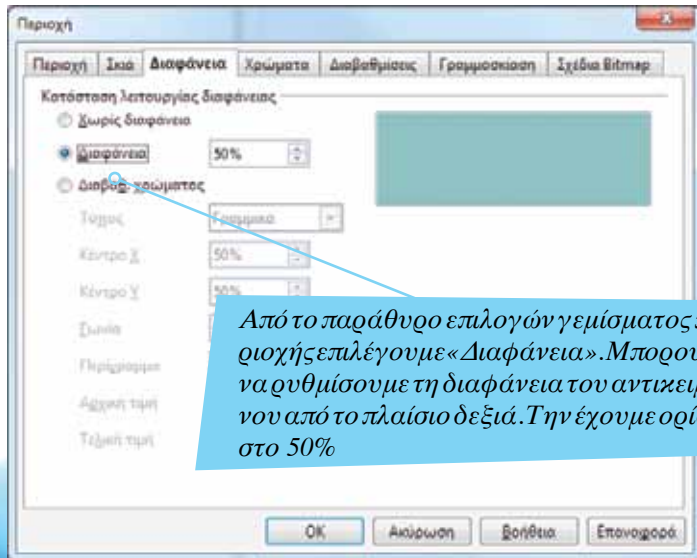 Περιοχή
Περιοχή Σκιά Διαφάνεια Χρώματα Διαβαθμίσεις Γραμμοσκίαση Σχέδια Bitmap
Κατάσταση λειτουργίας διαφάνειας
Χωρίς διαφάνεια
Διαφάνεια 50%
Διαβαθ. χρώματος
Τύπος Γραμμικό
Κέντρο X 50%
Κέντρο Y 50%
Γωνία
Περίγραμμα
Αρχική τιμή
Τελική τιμή
Από το παράθυρο επιλογών γεμίσματος
ριοχής επιλέγουμε «Διαφάνεια». Μπορού
να ρυθμίσουμε τη διαφάνεια του αντικει
νου από το πλαίσιο δεξιά. Την έχουμε ορί
στο 50%
OK Ακύρωση Βοήθεια Επαναφορά